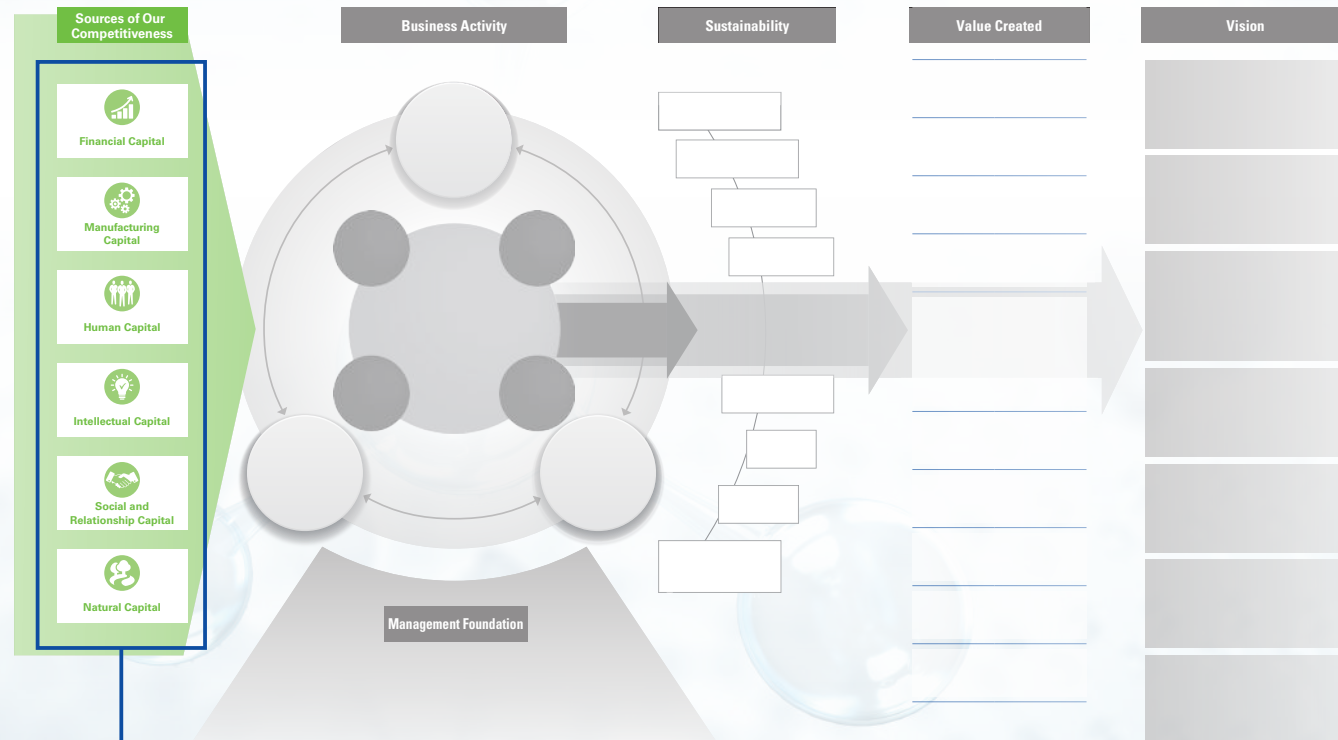 Sources of Our
Competitiveness
Business Activity
Sustainability
Value Created
Vision
Financial Capital
Manufacturing
Capital
Human Capital
Intellectual Capital
Social and
Relationship Capital
Natural Capital
Management Foundation